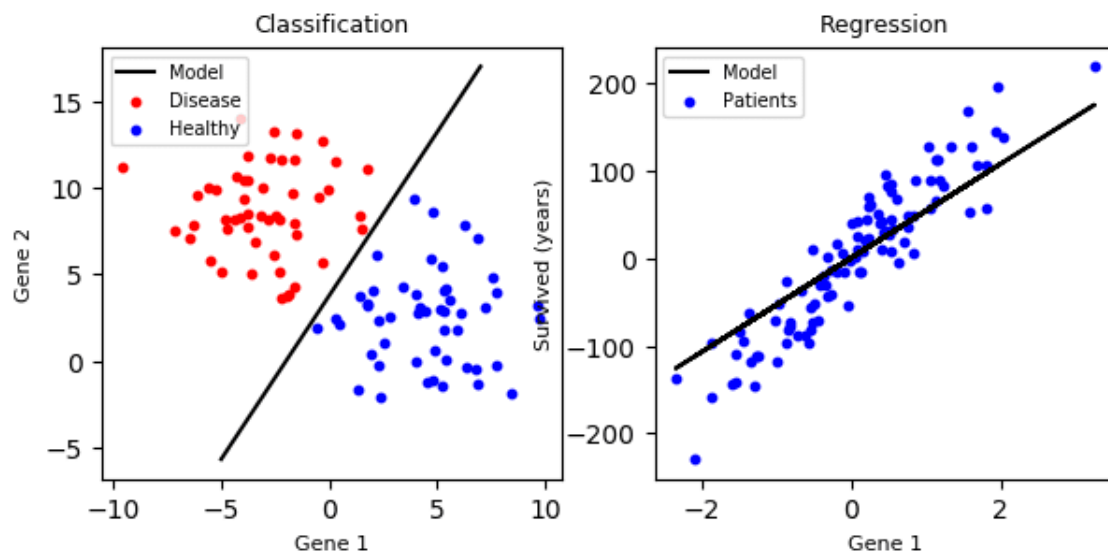 Classification
Model
Disease
Healthy
Gene 2
15
10
5
0
−5
−10
−5
0
5
10
Gene 1
Regression
Model
Patients
Survived (years)
200
100
0
−100
−200
−2
0
2
Gene 1